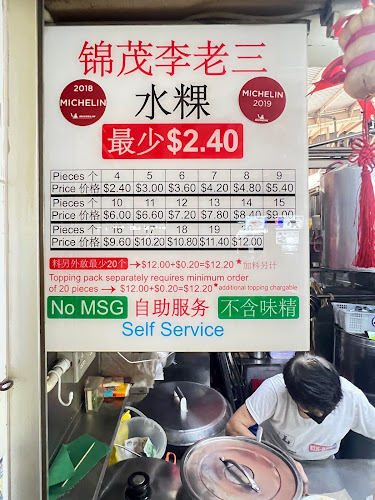 锦茂李老三
2018
MICHELIN
水粿
2019
MICHELIN
最少$2.40
Pieces 个 4 5 6 7 8 9
Price 价格 $2.40 $3.00 $3.60 $4.20 $4.80 $5.40
Pieces 个 10 11 12 13 14 15
Price 价格 $6.00 $6.60 $7.20 $7.80 $8.40 $9.00
Pieces 个 16 17 18 19
Price 价格 $9.60 $10.20 $10.80 $11.40 $12.00
料另外放最少20个→$12.00+$0.20=$12.20 *加料另计
Topping pack separately requires minimum order
of 20 pieces → $12.00+$0.20=$12.20 *additional topping chargable
No MSG 自助服务 不含味精
Self Service